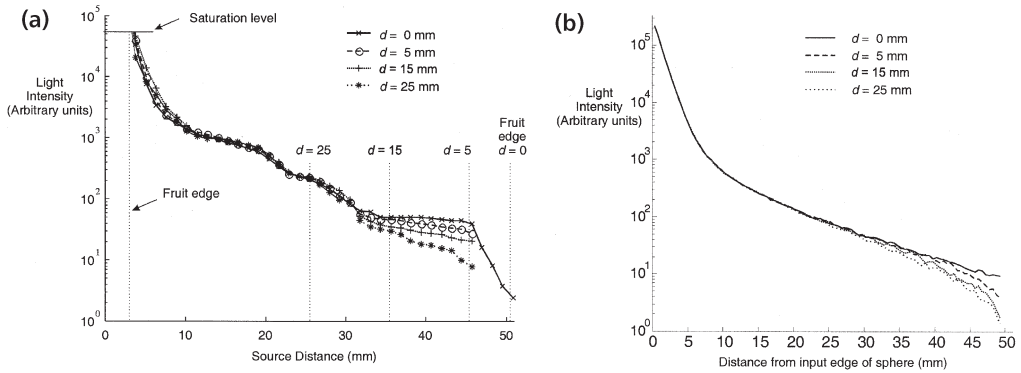 (a)
10^5
10^4
10^3
10^2
10^1
10^0
Light
Intensity
(Arbitrary units)
Saturation level
Fruit edge
d = 0 mm
d = 5 mm
d = 15 mm
d = 25 mm
d = 25
d = 15
d = 5
Fruit
edge
d = 0
0
10
20
30
40
50
Source Distance (mm)
(b)
10^5
10^4
10^3
10^2
10^1
10^0
Light
Intensity
(Arbitrary units)
d = 0 mm
d = 5 mm
d = 15 mm
d = 25 mm
0
5
10
15
20
25
30
35
40
45
50
Distance from input edge of sphere (mm)